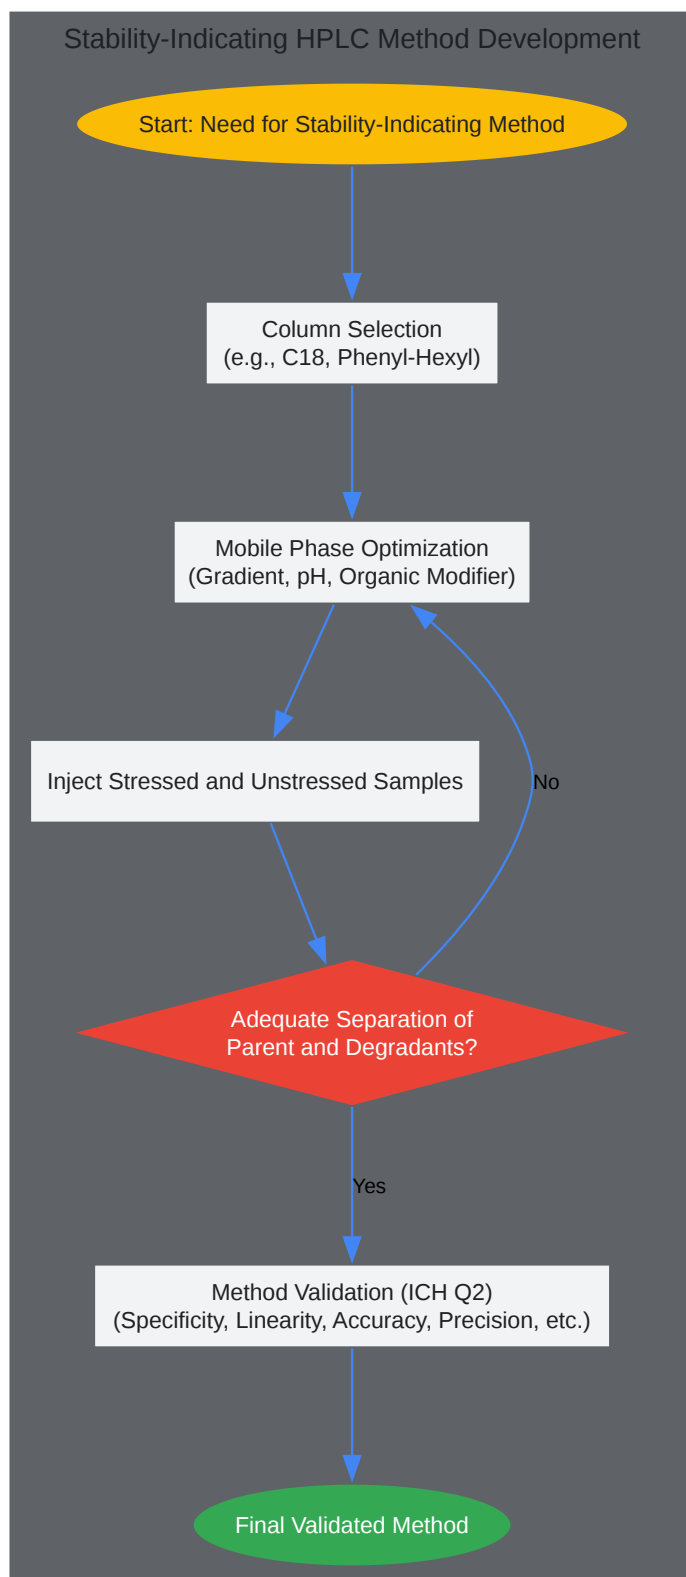 Stability-Indicating HPLC Method Development
Start: Need for Stability-Indicating Method
Column Selection
(e.g., C18, Phenyl-Hexyl)
Mobile Phase Optimization
(Gradient, pH, Organic Modifier)
Inject Stressed and Unstressed Samples
No
Adequate Separation of
Parent and Degradants?
Yes
Method Validation (ICH Q2)
(Specificity, Linearity, Accuracy, Precision, etc.)
Final Validated Method